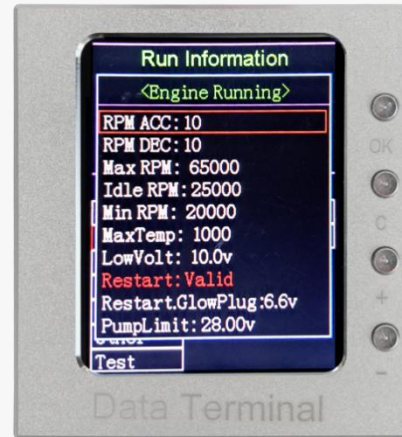 Run Information
<Engine Running>
RPM ACC: 10
RPM DEC: 10
Max RPM: 65000
Idle RPM: 25000
Min RPM: 20000
MaxTemp: 1000
LowVolt: 10.0v
Restart: Valid
Restart.GlowPlug:6.6v
PumpLimit: 28.00v
Test
OK
C
+
-
Data Terminal